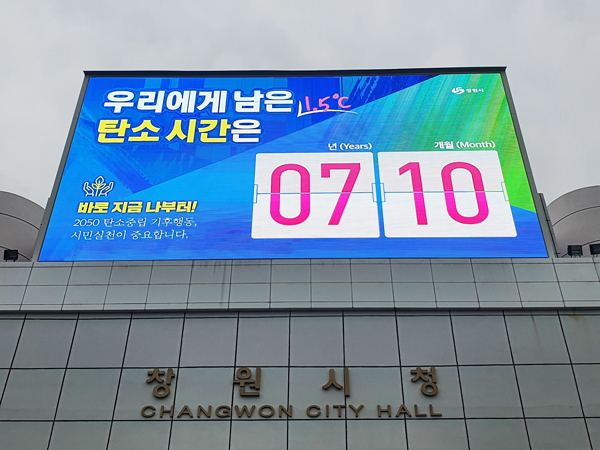 우리에게 남은 1.5℃
탄소 시간은
창원시
년 (Years) 개월 (Month)
07 10
바로 지금 나부터!
2050 탄소중립 기후행동,
시민실천이 중요합니다.
창원시청
CHANGWON CITY HALL